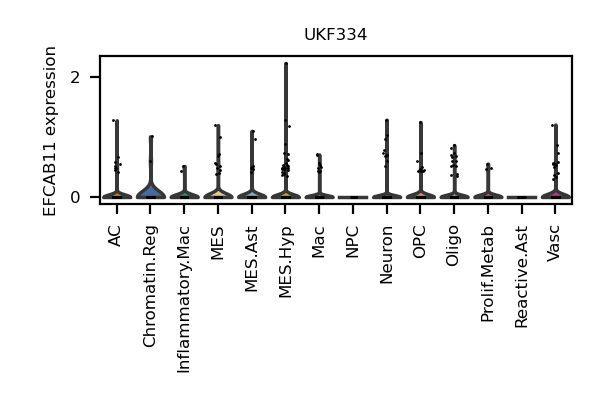 UKF334
EFCAB11 expression
2
0
AC
Chromatin.Reg
Inflammatory.Mac
MES
MES.Ast
MES.Hyp
Mac
NPC
Neuron
OPC
Oligo
Prolif.Metab
Reactive.Ast
Vasc